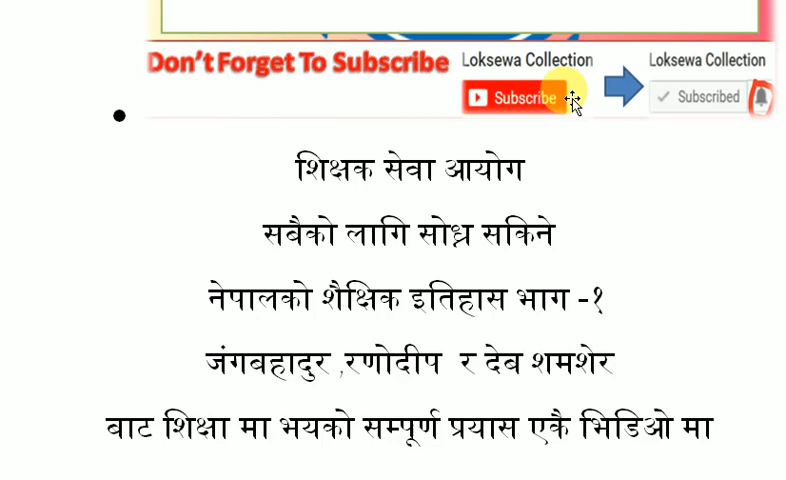 Don't Forget To Subscribe
Loksewa Collection
Subscribe
Loksewa Collection
Subscribed
शिक्षक सेवा आयोग
सबैको लागि सोध्न सकिने
नेपालको शैक्षिक इतिहास भाग -१
जंगबहादुर ,रणोदीप र देब शमशेर
बाट शिक्षा मा भयको सम्पूर्ण प्रयास एकै भिडिओ मा